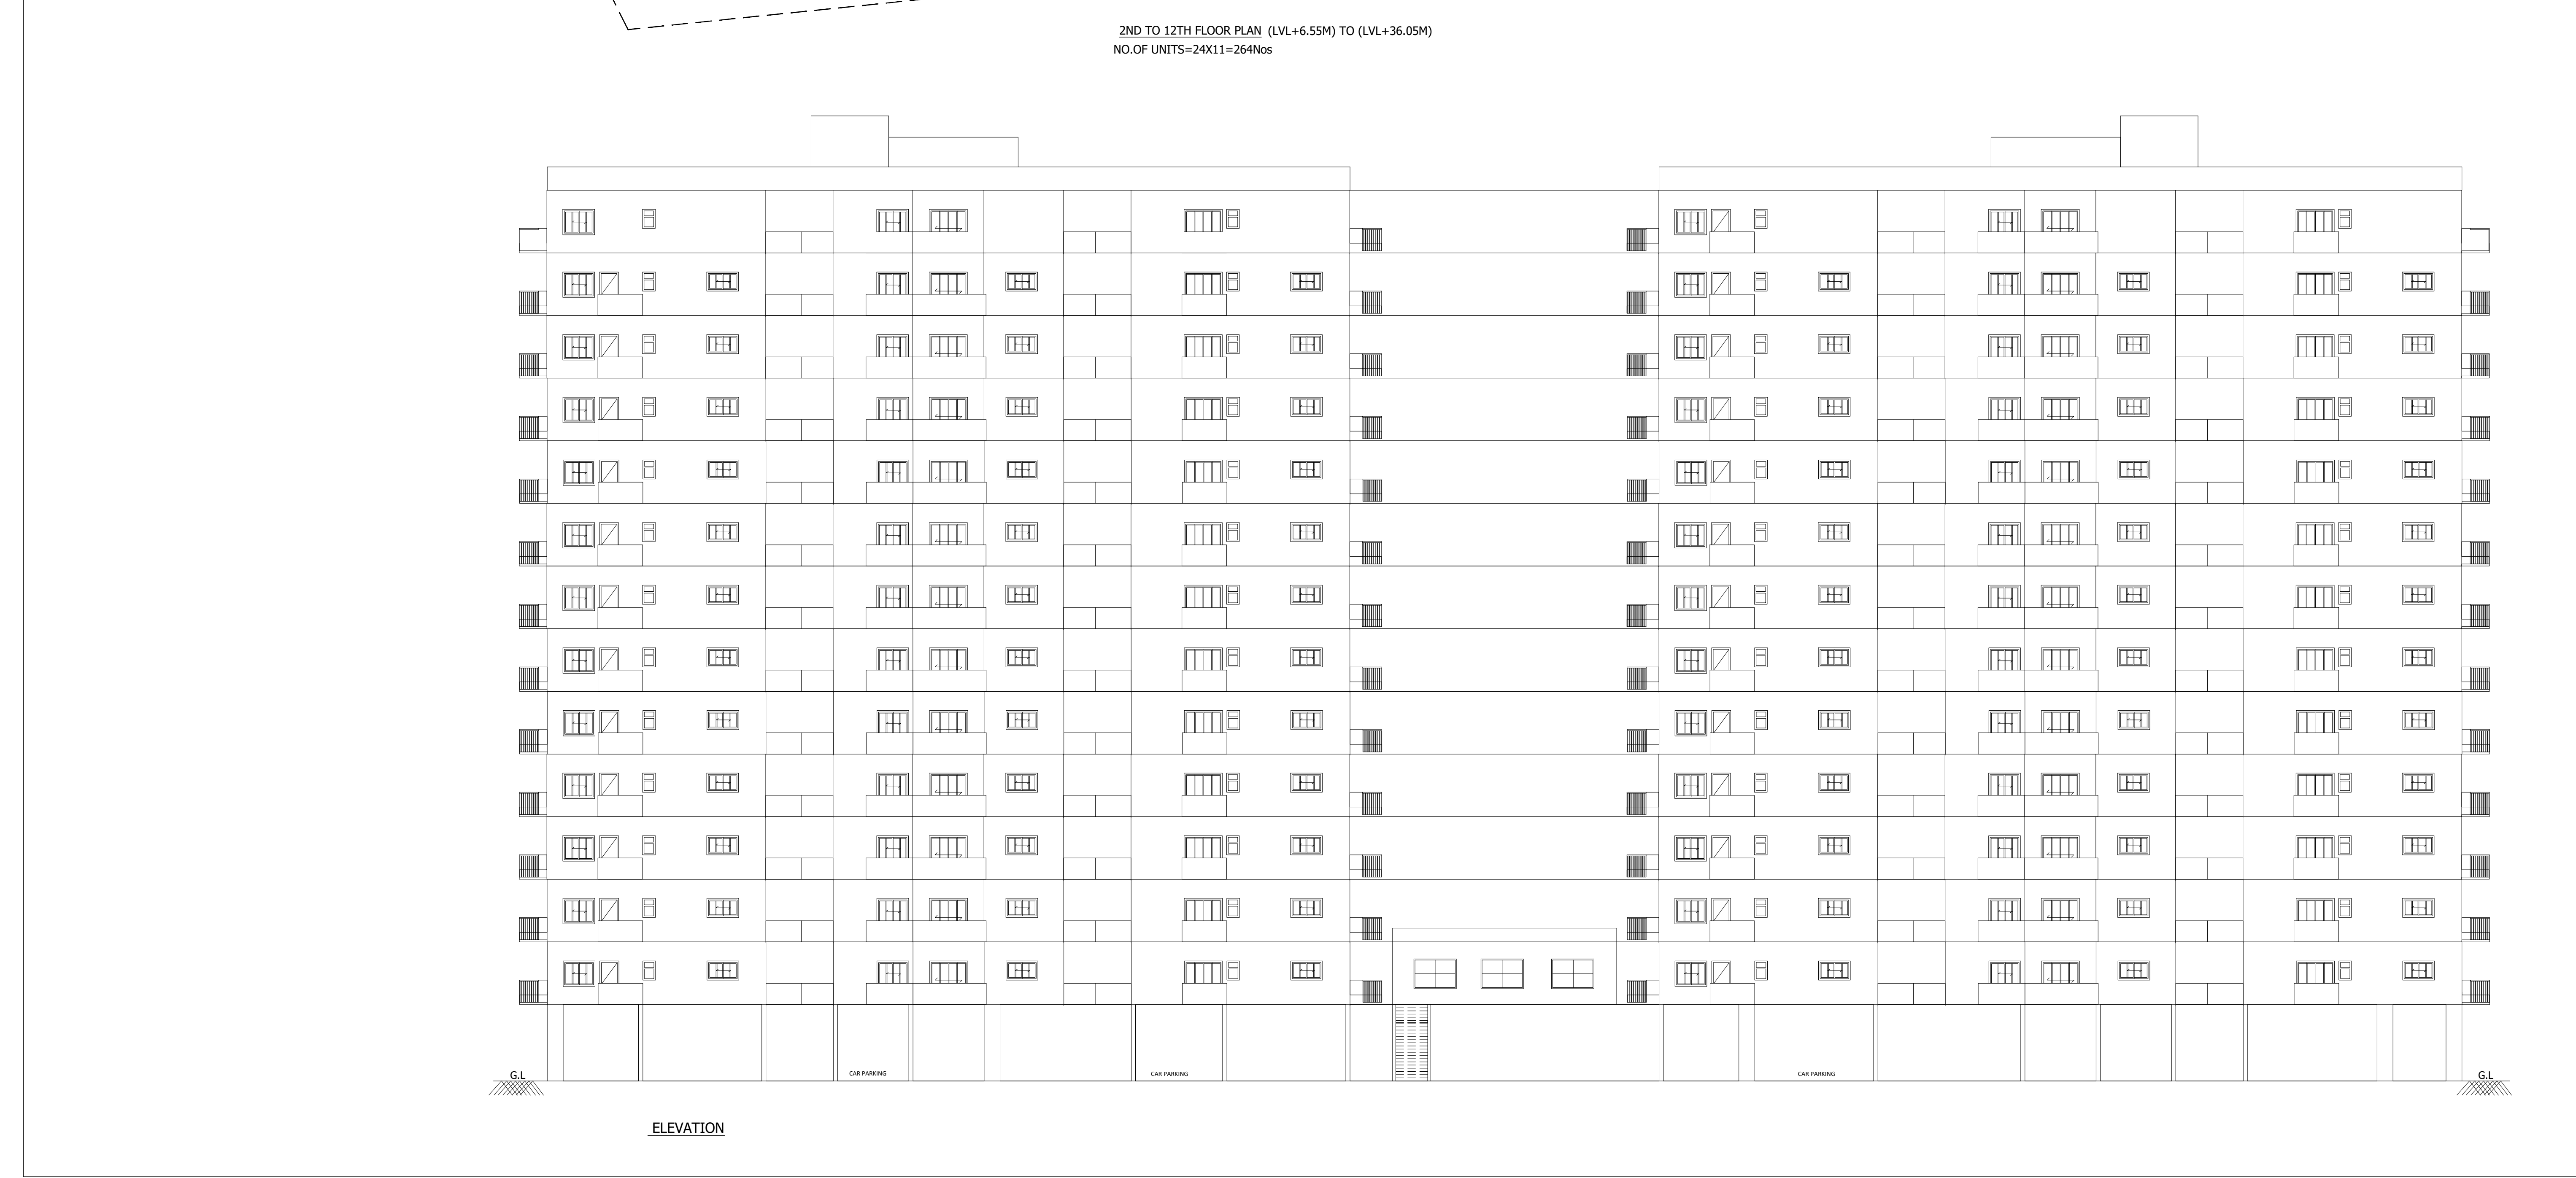 2ND TO 12TH FLOOR PLAN (LVL+6.55M) TO (LVL+36.05M)
NO.OF UNITS=24X11=264Nos
G.L
CAR PARKING
CAR PARKING
CAR PARKING
G.L
ELEVATION